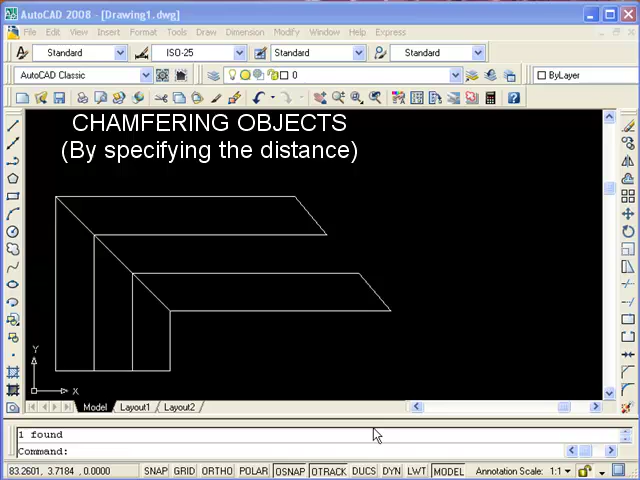 AutoCAD 2008 - [Drawing1.dwg]
File Edit View Insert Format Tools Draw Dimension Modify Window Help Express
Standard ISO-25 Standard Standard
AutoCAD Classic 0 ByLayer
CHAMFERING OBJECTS
(By specifying the distance)
Y
X
Model Layout1 Layout2
1 found
Command:
83.2601, 3.7184, 0.0000 SNAP GRID ORTHO POLAR OSNAP OTRACK DUCS DYN LWT MODEL Annotation Scale: 1:1